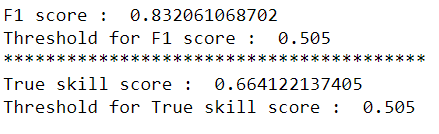 F1 score :  0.832061068702
Threshold for F1 score :  0.505
****************************************
True skill score :  0.664122137405
Threshold for True skill score :  0.505